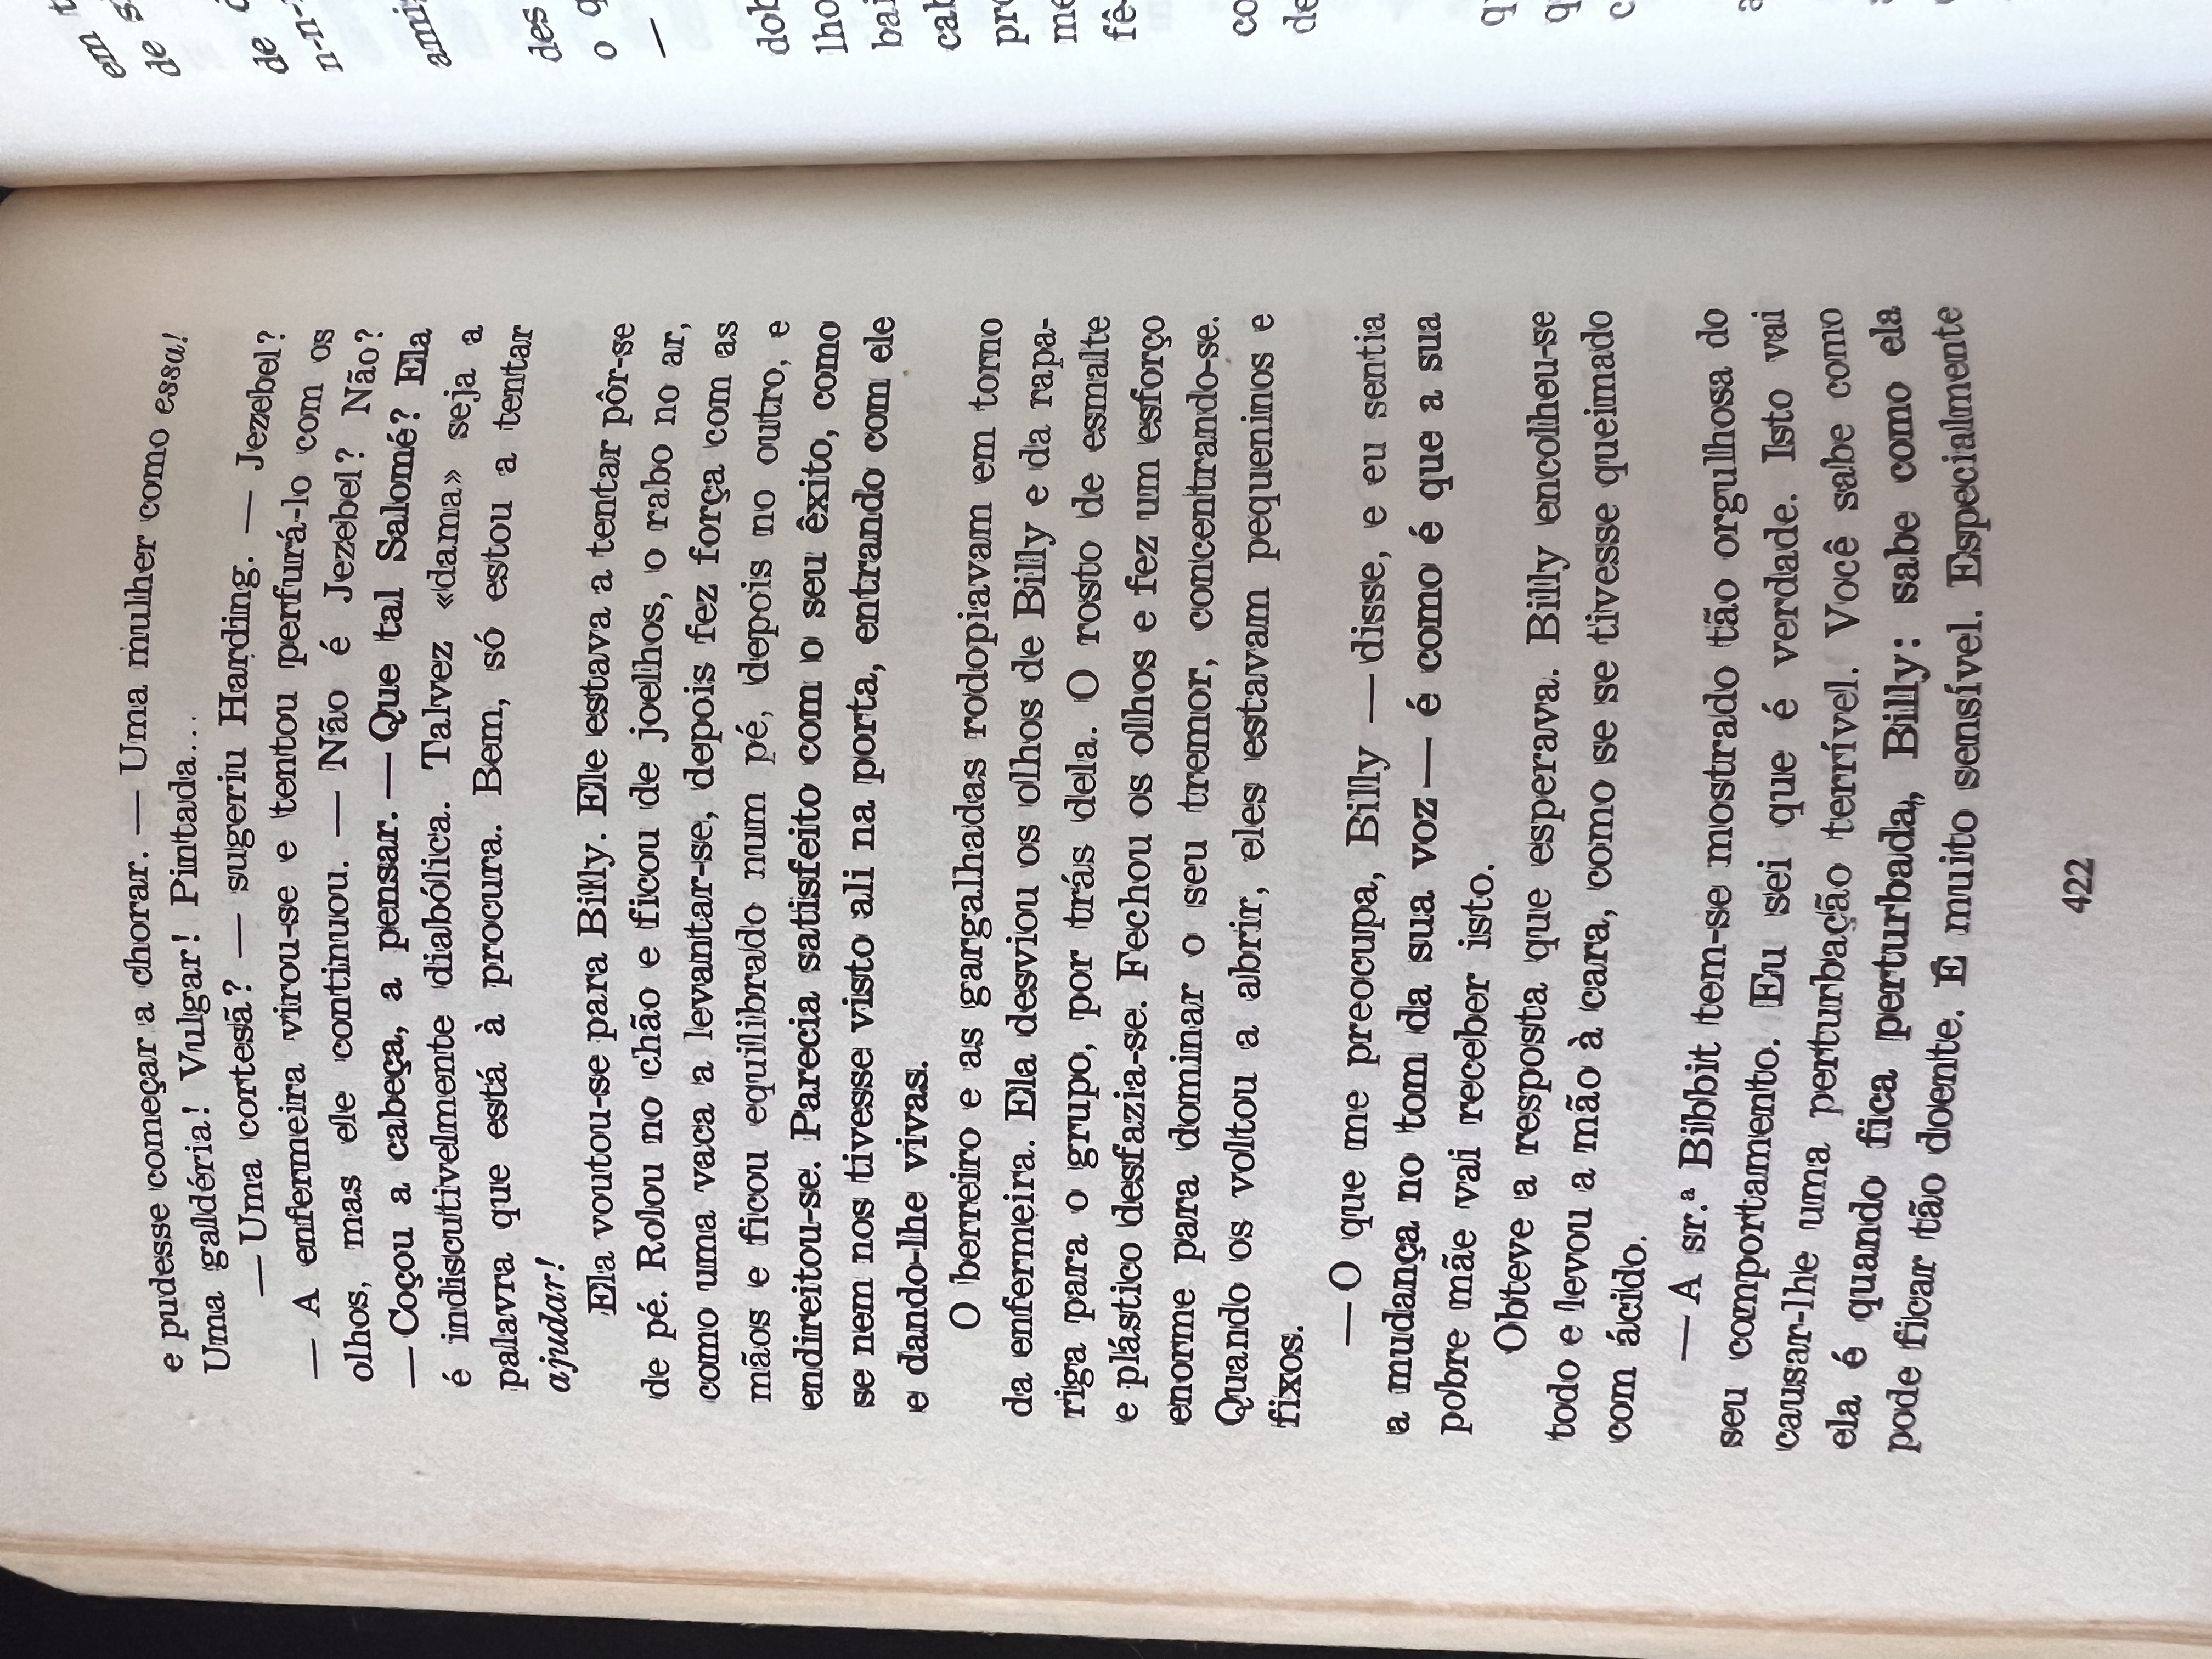 e pudesse começar a chorar. — Uma mulher como essa!
Uma galdéria! Vulgar! Pintada...
— Uma cortesã? — sugeriu Harding. — Jezebel?
— A enfermeira virou-se e tentou perfurá-lo com os
olhos, mas ele continuou. — Não é Jezebel? Não?
— Coçou a cabeça, a pensar. — Que tal Salomé? Ela
é indiscutivelmente diabólica. Talvez «dama» seja a
palavra que está à procura. Bem, só estou a tentar
ajudar!
Ela voutou-se para Billy. Ele estava a tentar pôr-se
de pé. Rolou no chão e ficou de joelhos, o rabo no ar,
como uma vaca a levantar-se, depois fez força com as
mãos e ficou equilibrado num pé, depois no outro, e
endireitou-se. Parecia satisfeito com o seu êxito, como
se nem nos tivesse visto ali na porta, entrando com ele
e dando-lhe vivas.
O berreiro e as gargalhadas rodopiavam em torno
da enfermeira. Ela desviou os olhos de Billy e da rapa-
riga para o grupo, por trás dela. O rosto de esmalte
e plástico desfazia-se. Fechou os olhos e fez um esforço
enorme para dominar o seu tremor, concentrando-se.
Quando os voltou a abrir, eles estavam pequeninos e
fixos.
— O que me preocupa, Billy — disse, e eu sentia
a mudança no tom da sua voz — é como é que a sua
pobre mãe vai receber isto.
Obteve a resposta que esperava. Billy encolheu-se
todo e levou a mão à cara, como se se tivesse queimado
com ácido.
— A sr.ª Bibbit tem-se mostrado tão orgulhosa do
seu comportamento. Eu sei que é verdade. Isto vai
causar-lhe uma perturbação terrível. Você sabe como
ela é quando fica perturbada, Billy: sabe como ela
pode ficar tão doente. É muito sensível. Especialmente
422
em
de
de
n-n-
des
o
—
lho
fê-